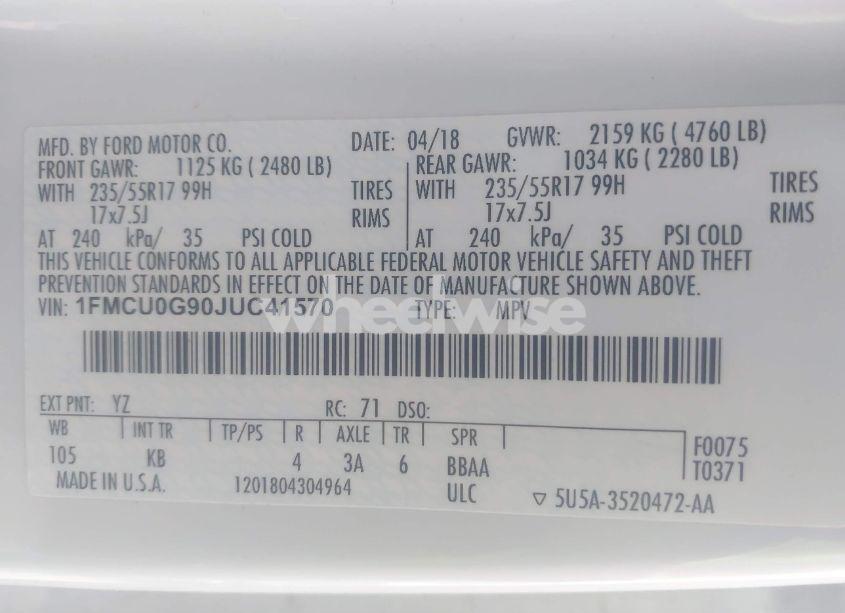 MFD. BY FORD MOTOR CO. DATE: 04/18 GVWR: 2159 KG ( 4760 LB)
FRONT GAWR: 1125 KG ( 2480 LB) REAR GAWR: 1034 KG ( 2280 LB)
WITH 235/55R17 99H TIRES WITH 235/55R17 99H TIRES
17x7.5J RIMS 17x7.5J RIMS
AT 240 kPa/ 35 PSI COLD AT 240 kPa/ 35 PSI COLD
THIS VEHICLE CONFORMS TO ALL APPLICABLE FEDERAL MOTOR VEHICLE SAFETY AND THEFT
PREVENTION STANDARDS IN EFFECT ON THE DATE OF MANUFACTURE SHOWN ABOVE.
VIN: 1FMCU0G90JUC41570 TYPE: MPV
wheelwise
EXT PNT: YZ RC: 71 DSO:
WB INT TR TP/PS R AXLE TR SPR F0075
105 KB 4 3A 6 BBAA T0371
MADE IN U.S.A. 1201804304964 ULC ▽ 5U5A-3520472-AA